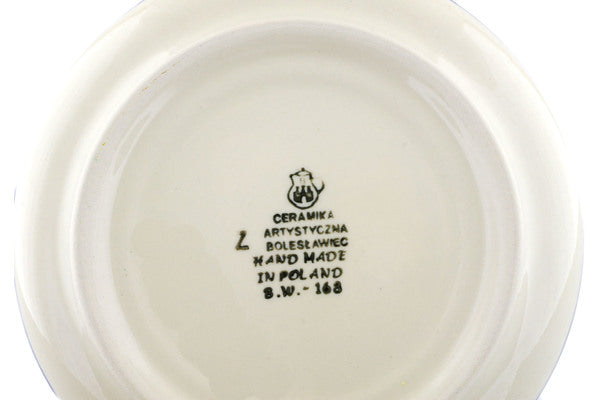 CERAMIKA
ARTYSTYCZNA
BOLESŁAWIEC
HAND MADE
IN POLAND
B.W.- 168